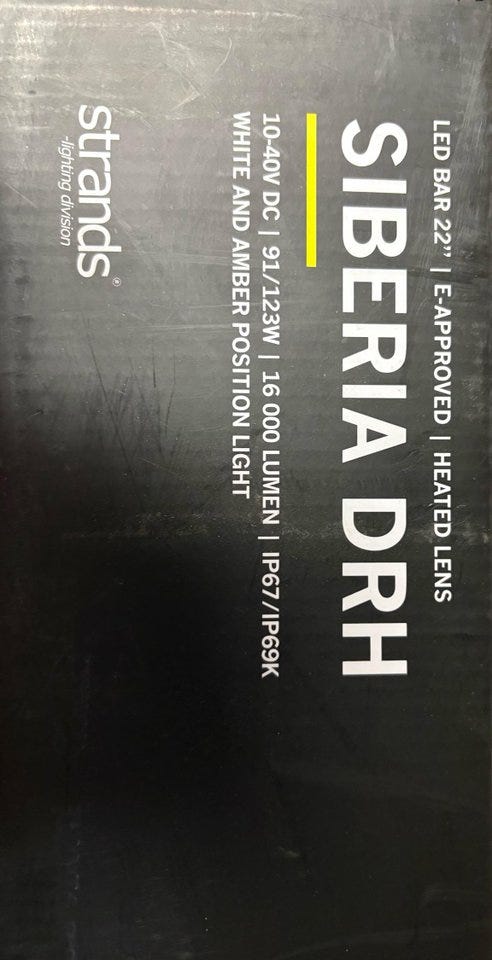 LED BAR 22” | E-APPROVED | HEATED LENS
SIBERIA DRH
10-40V DC | 91/123W | 16 000 LUMEN | IP67/IP69K
WHITE AND AMBER POSITION LIGHT
strands®
-lighting division